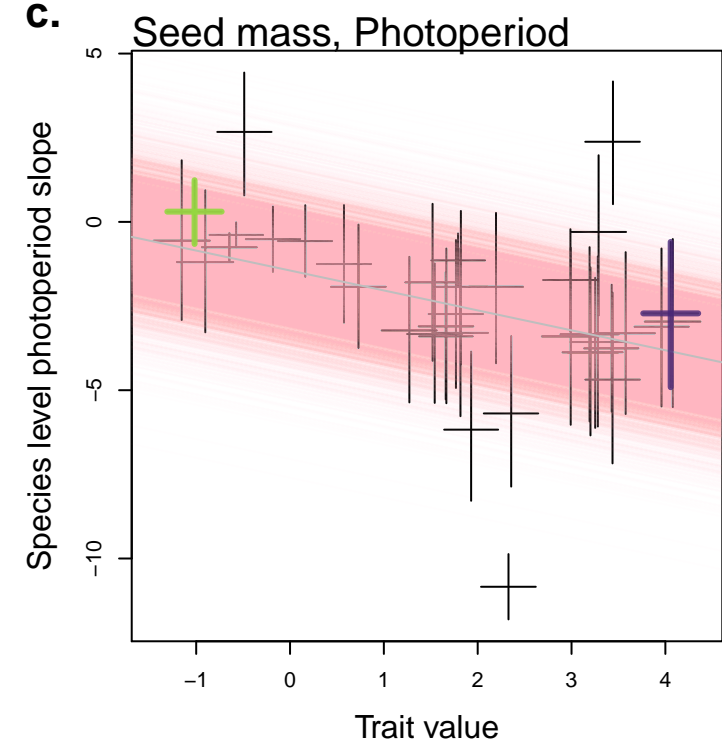 c.
Seed mass, Photoperiod
Species level photoperiod slope
5
0
−5
−10
−1 0 1 2 3 4
Trait value